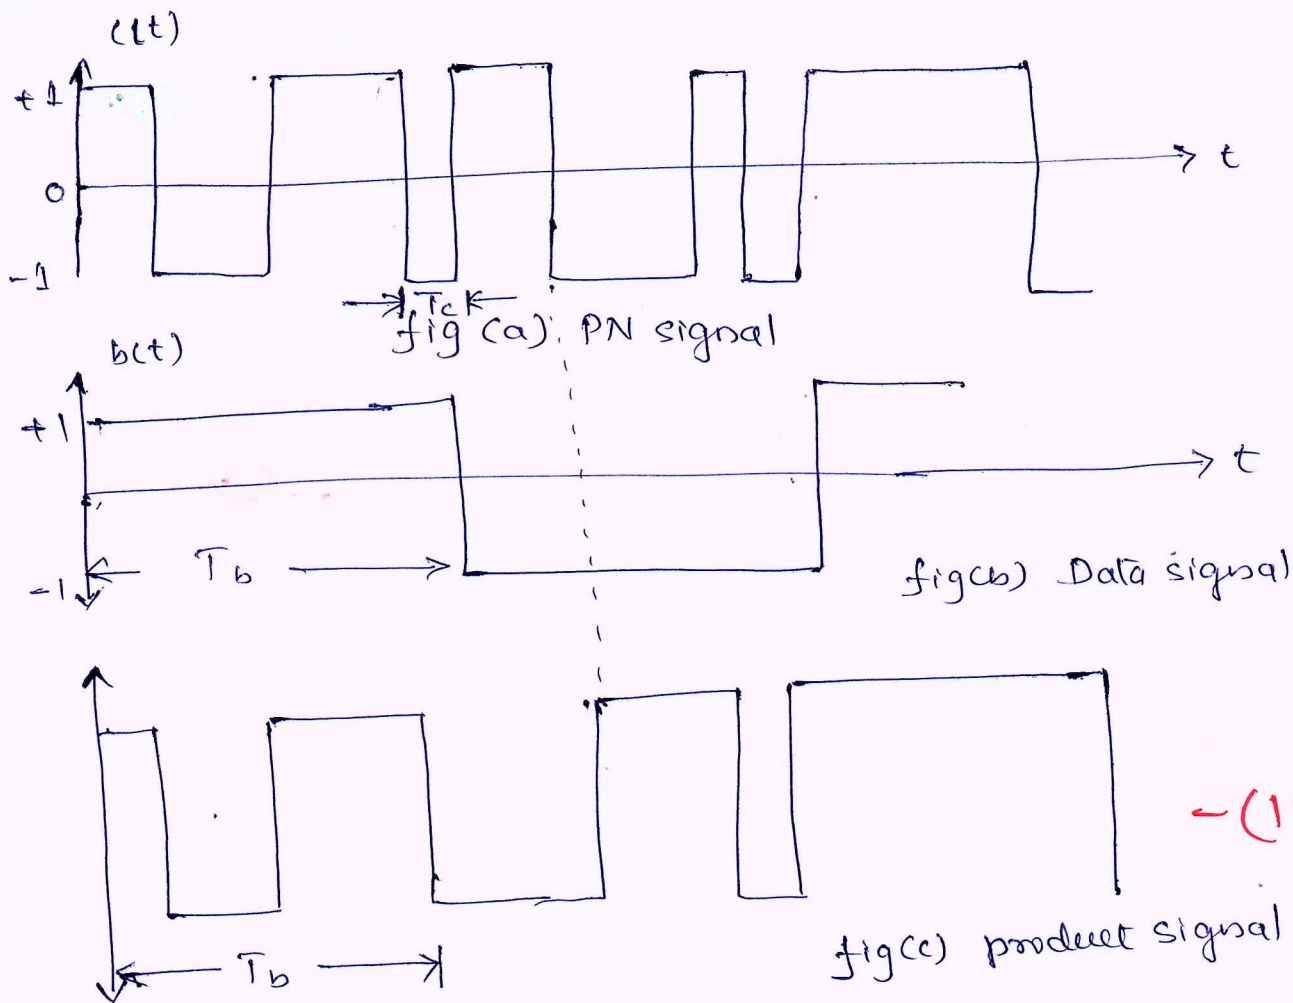 c(t)
+1
0
-1
t
Tc
fig (a): PN signal
b(t)
+1
t
Tb
-1
fig(b) Data signal
-(1
Tb
fig(c) product signal